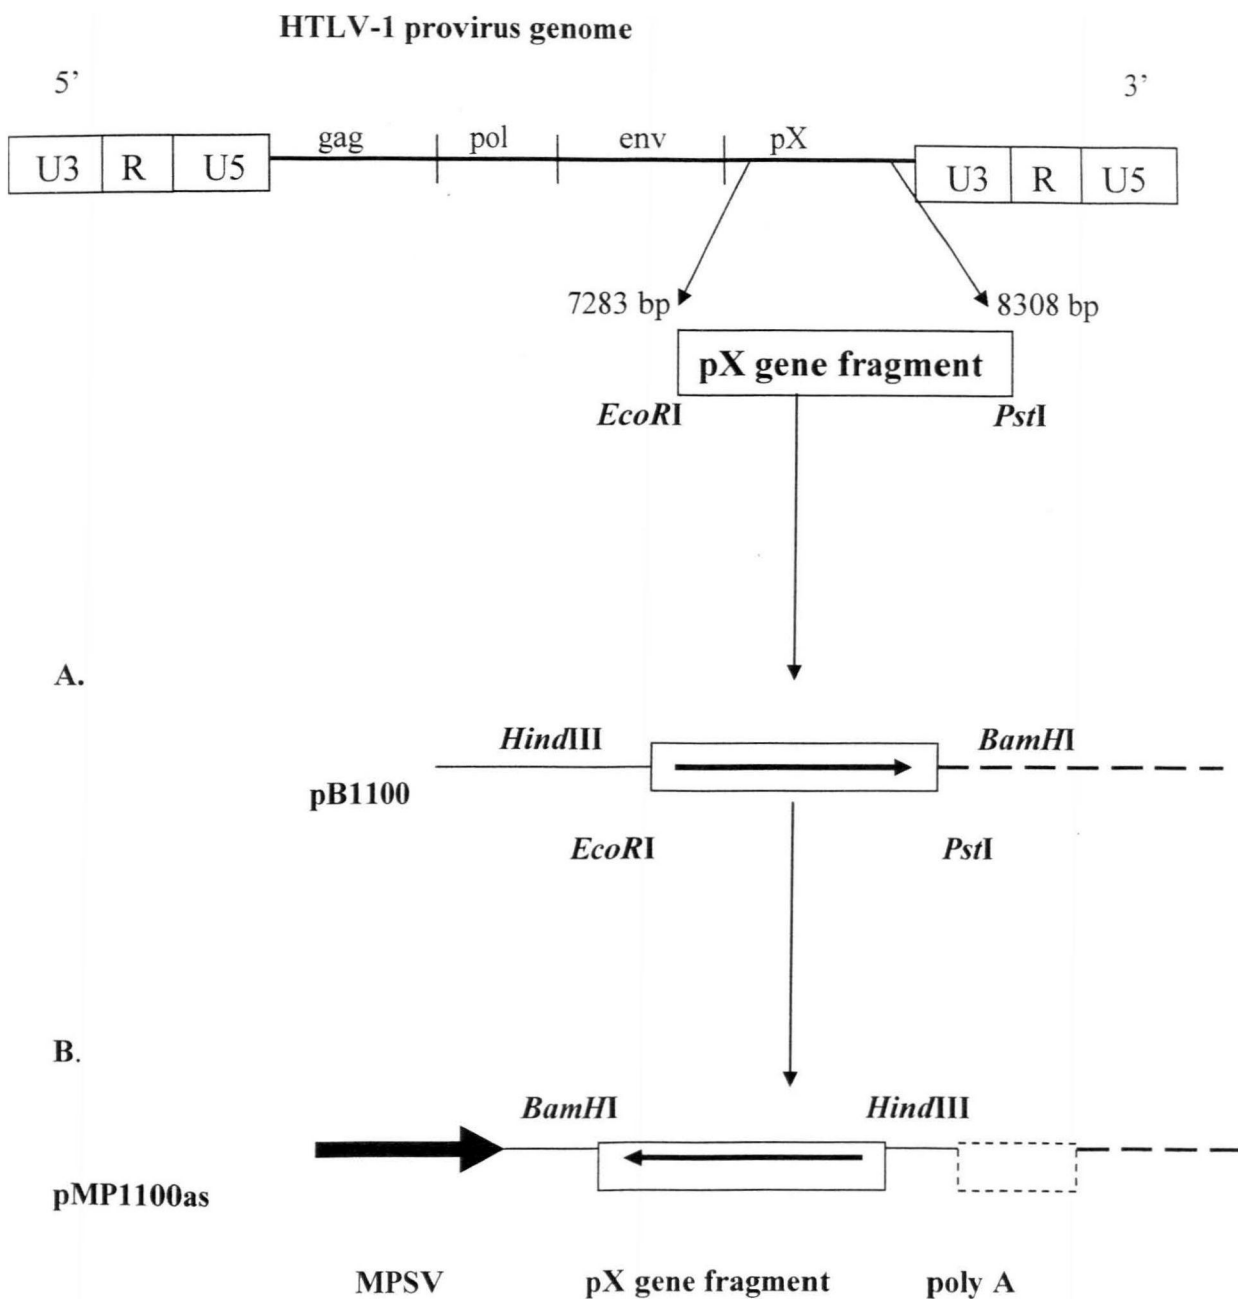 HTLV-1 provirus genome
5’ 3’
gag pol env pX
U3 R U5 U3 R U5
7283 bp 8308 bp
pX gene fragment
EcoRI PstI
A.
HindIII BamHI
pB1100
EcoRI PstI
B.
BamHI HindIII
pMP1100as
MPSV pX gene fragment poly A